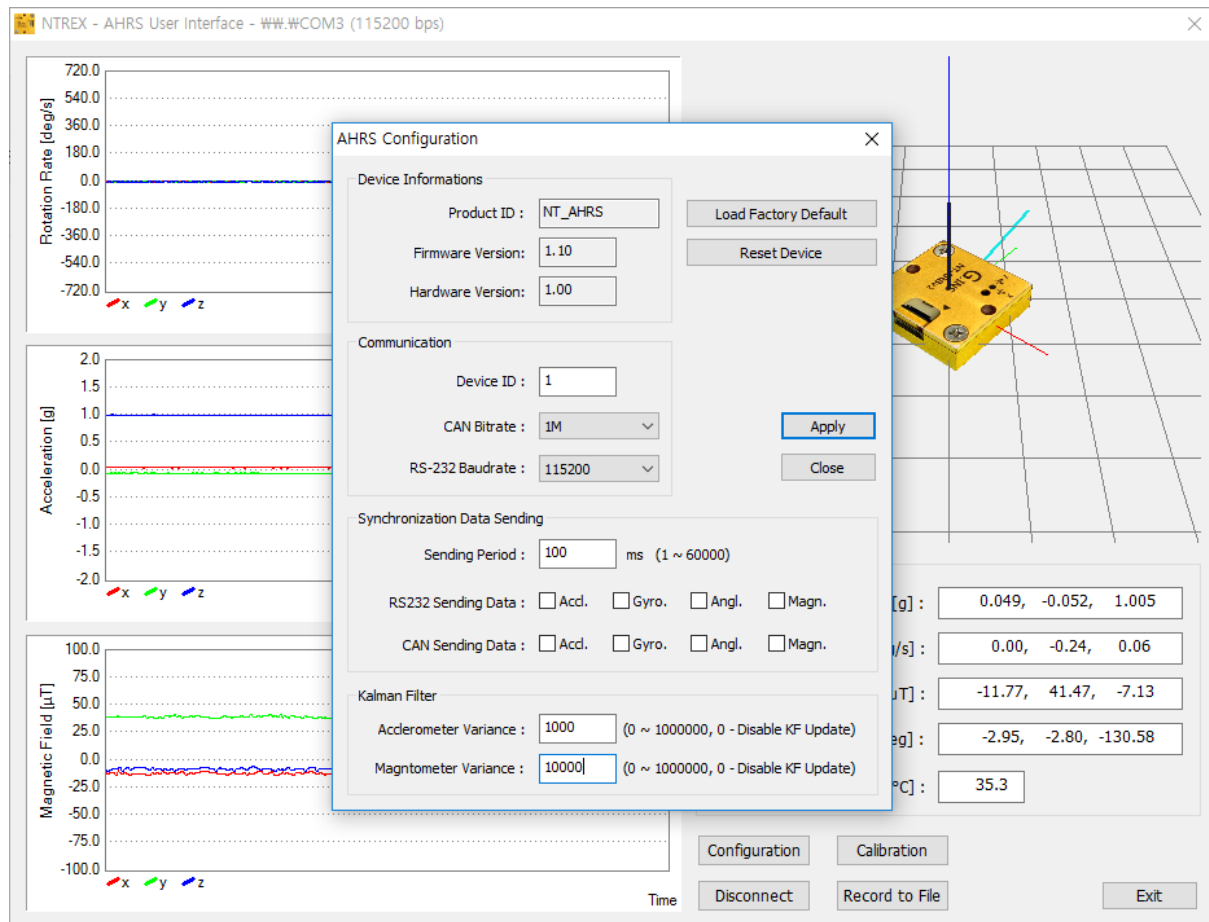 NTREX - AHRS User Interface - ₩₩.₩COM3 (115200 bps)
Rotation Rate [deg/s]
720.0
540.0
360.0
180.0
0.0
-180.0
-360.0
-540.0
-720.0
x y z
Acceleration [g]
2.0
1.5
1.0
0.5
0.0
-0.5
-1.0
-1.5
-2.0
x y z
Magnetic Field [µT]
100.0
75.0
50.0
25.0
0.0
-25.0
-50.0
-75.0
-100.0
x y z
Time
AHRS Configuration
Device Informations
Product ID : NT_AHRS
Firmware Version: 1.10
Hardware Version: 1.00
Load Factory Default
Reset Device
Communication
Device ID : 1
CAN Bitrate : 1M
RS-232 Baudrate : 115200
Apply
Close
Synchronization Data Sending
Sending Period : 100 ms (1 ~ 60000)
RS232 Sending Data : Accl. Gyro. Angl. Magn.
CAN Sending Data : Accl. Gyro. Angl. Magn.
Kalman Filter
Acclerometer Variance : 1000 (0 ~ 1000000, 0 - Disable KF Update)
Magntometer Variance : 10000 (0 ~ 1000000, 0 - Disable KF Update)
G.INS
[g] : 0.049, -0.052, 1.005
/s] : 0.00, -0.24, 0.06
µT] : -11.77, 41.47, -7.13
eg] : -2.95, -2.80, -130.58
°C] : 35.3
Configuration Calibration
Disconnect Record to File Exit